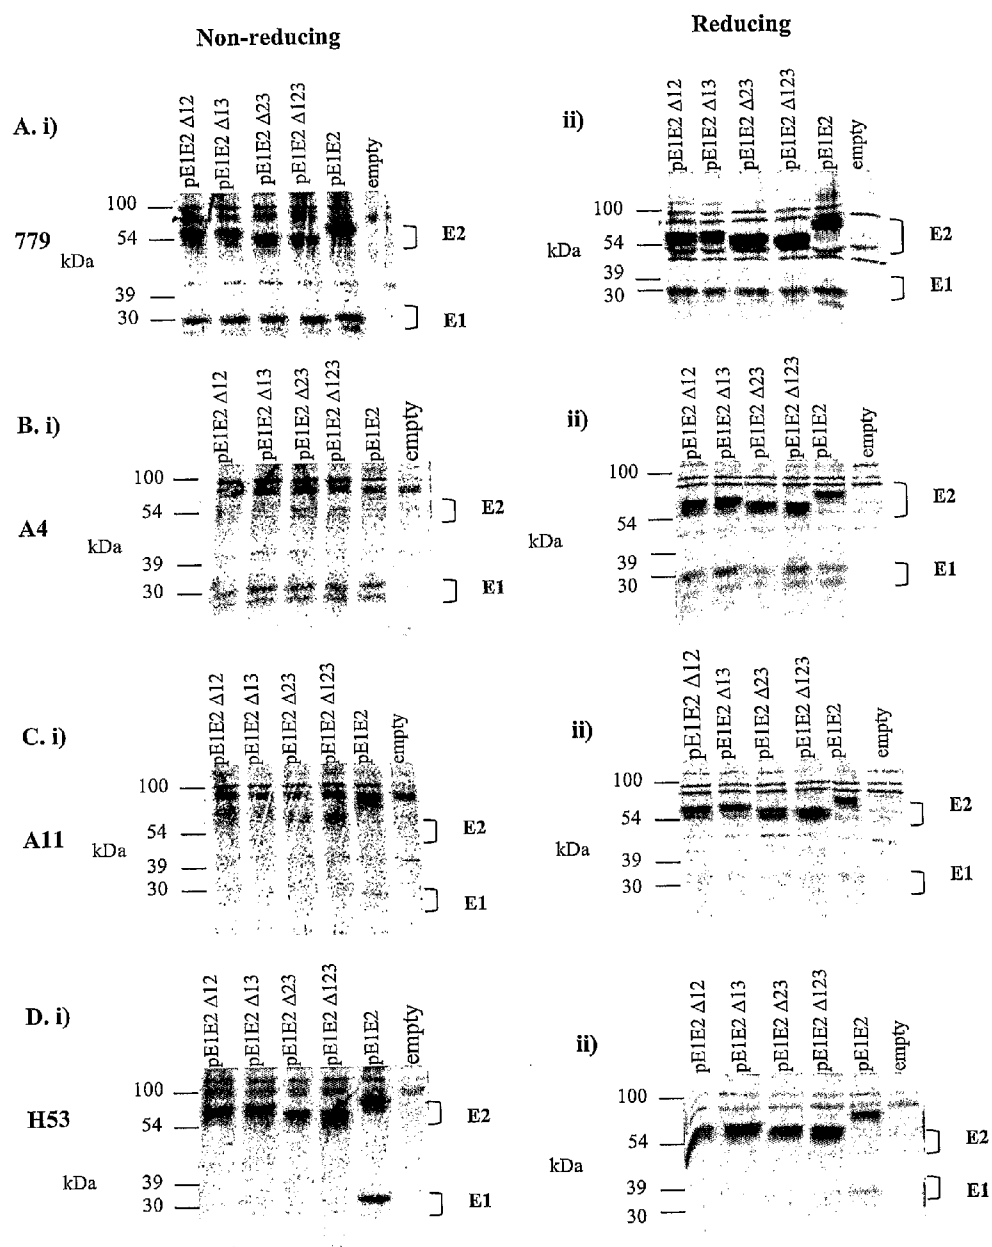 Non-reducing
Reducing
A. i)
pE1E2 Δ12
pE1E2 Δ13
pE1E2 Δ23
pE1E2 Δ123
pE1E2
empty
779
100
54
kDa
39
30
E2
E1
ii)
pE1E2 Δ12
pE1E2 Δ13
pE1E2 Δ23
pE1E2 Δ123
pE1E2
empty
100
54
kDa
39
30
E2
E1
B. i)
pE1E2 Δ12
pE1E2 Δ13
pE1E2 Δ23
pE1E2 Δ123
pE1E2
empty
A4
100
54
kDa
39
30
E2
E1
ii)
pE1E2 Δ12
pE1E2 Δ13
pE1E2 Δ23
pE1E2 Δ123
pE1E2
empty
100
54
kDa
39
30
E2
E1
C. i)
pE1E2 Δ12
pE1E2 Δ13
pE1E2 Δ23
pE1E2 Δ123
pE1E2
empty
A11
100
54
kDa
39
30
E2
E1
ii)
pE1E2 Δ12
pE1E2 Δ13
pE1E2 Δ23
pE1E2 Δ123
pE1E2
empty
100
54
kDa
39
30
E2
E1
D. i)
pE1E2 Δ12
pE1E2 Δ13
pE1E2 Δ23
pE1E2 Δ123
pE1E2
empty
H53
100
54
kDa
39
30
E2
E1
ii)
pE1E2 Δ12
pE1E2 Δ13
pE1E2 Δ23
pE1E2 Δ123
pE1E2
empty
100
54
kDa
39
30
E2
E1